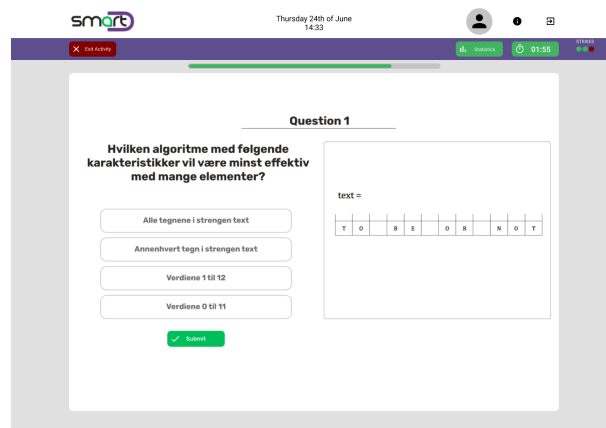 smart
Thursday 24th of June
14:33
Exit Activity
Statistics
01:55
STRIKES
Question 1
Hvilken algoritme med følgende
karakteristikker vil være minst effektiv
med mange elementer?
Alle tegnene i strengen text
Annenhvert tegn i strengen text
Verdiene 1 til 12
Verdiene 0 til 11
Submit
text =
T O B E O R N O T